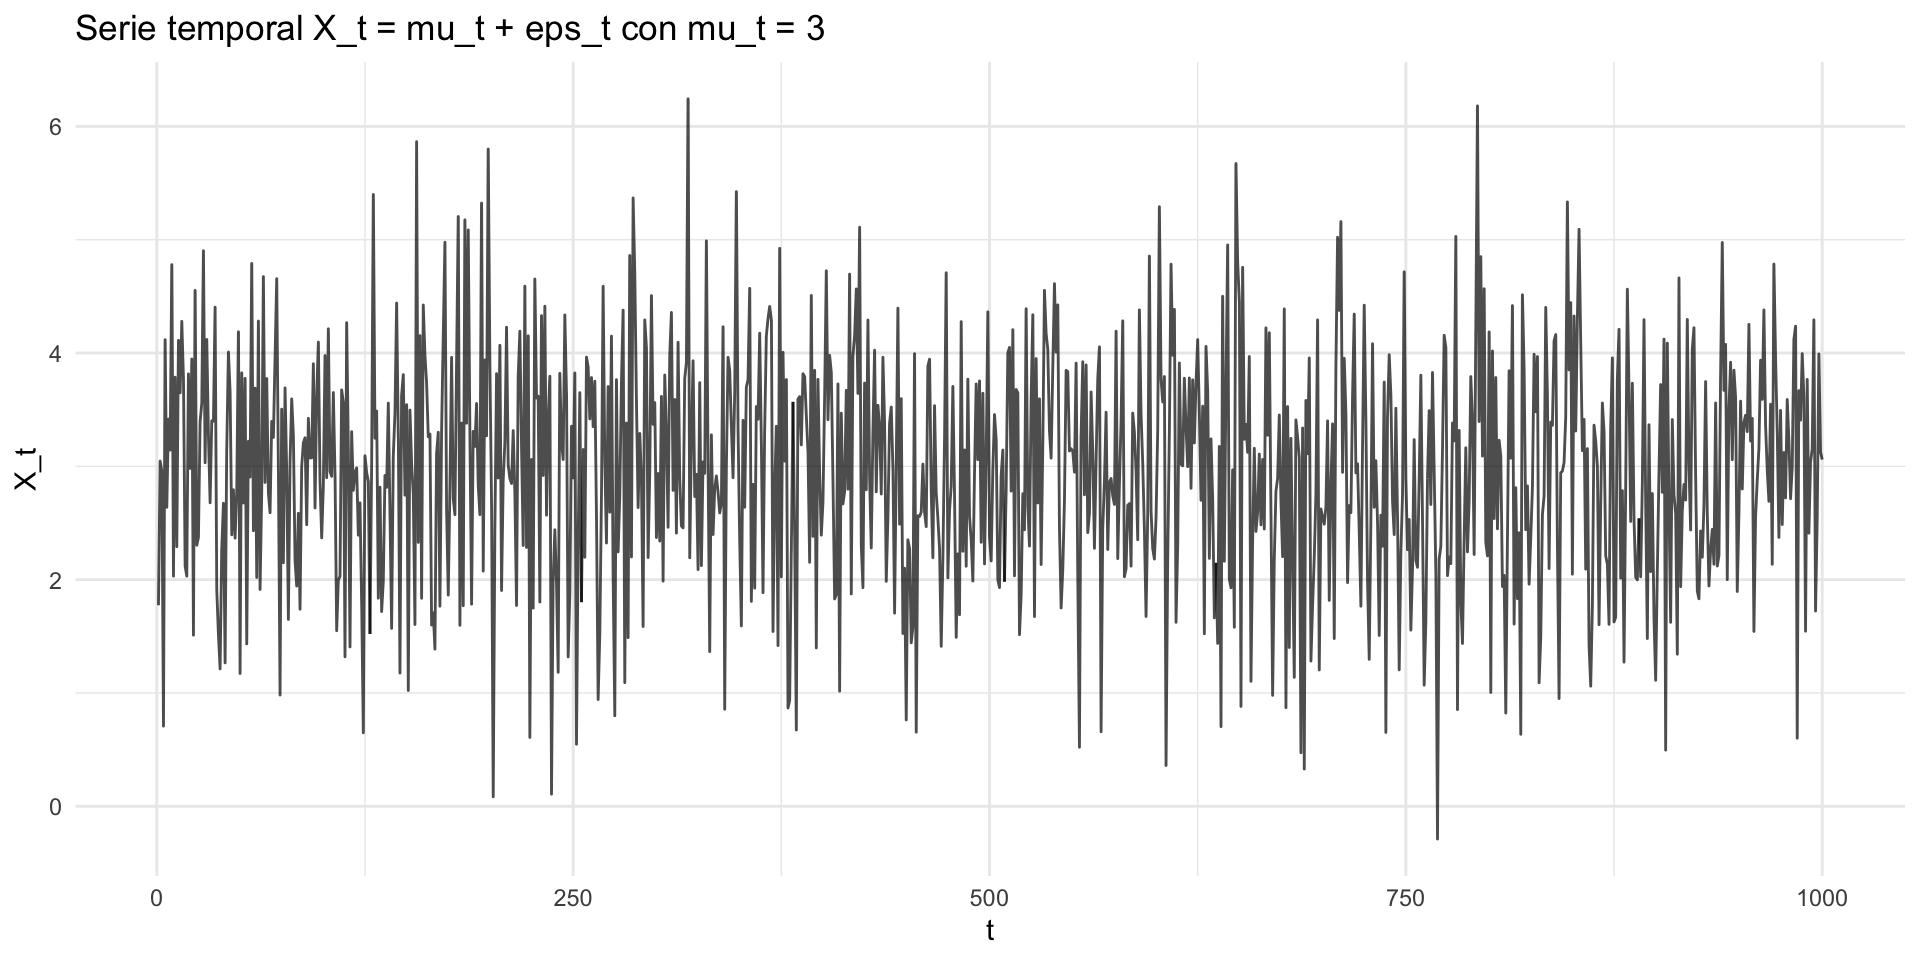 Serie temporal X_t = mu_t + eps_t con mu_t = 3
6
4
2
0
X_t
0 250 500 750 1000
t